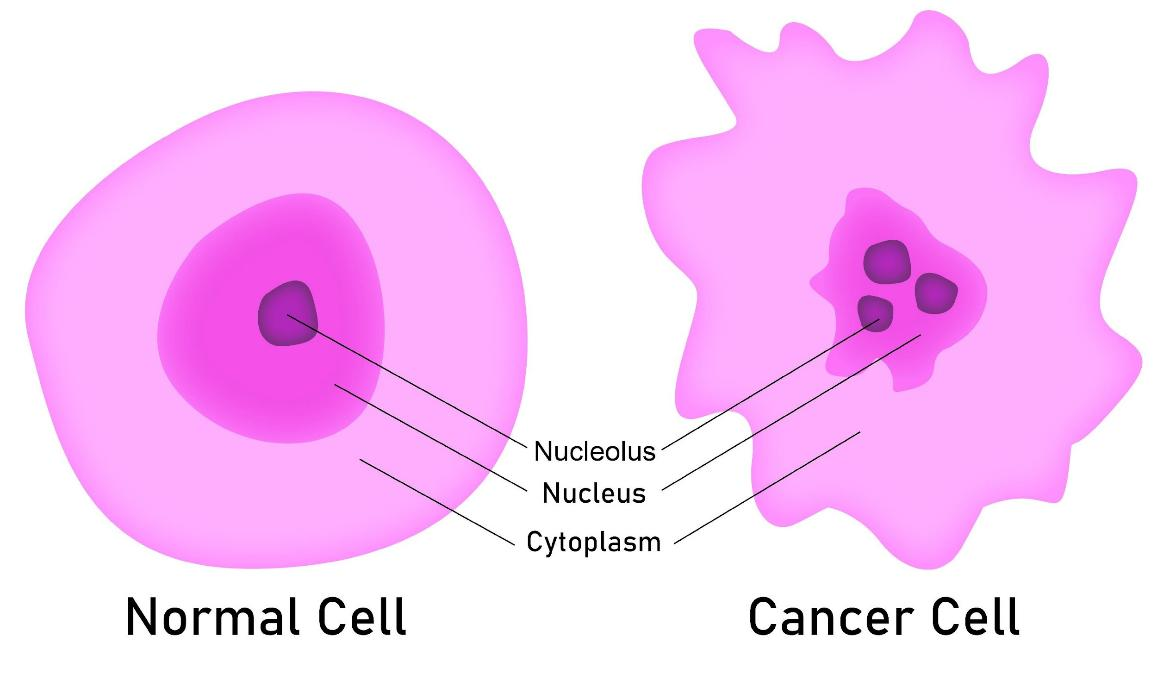 Nucleolus
Nucleus
Cytoplasm
Normal Cell
Cancer Cell